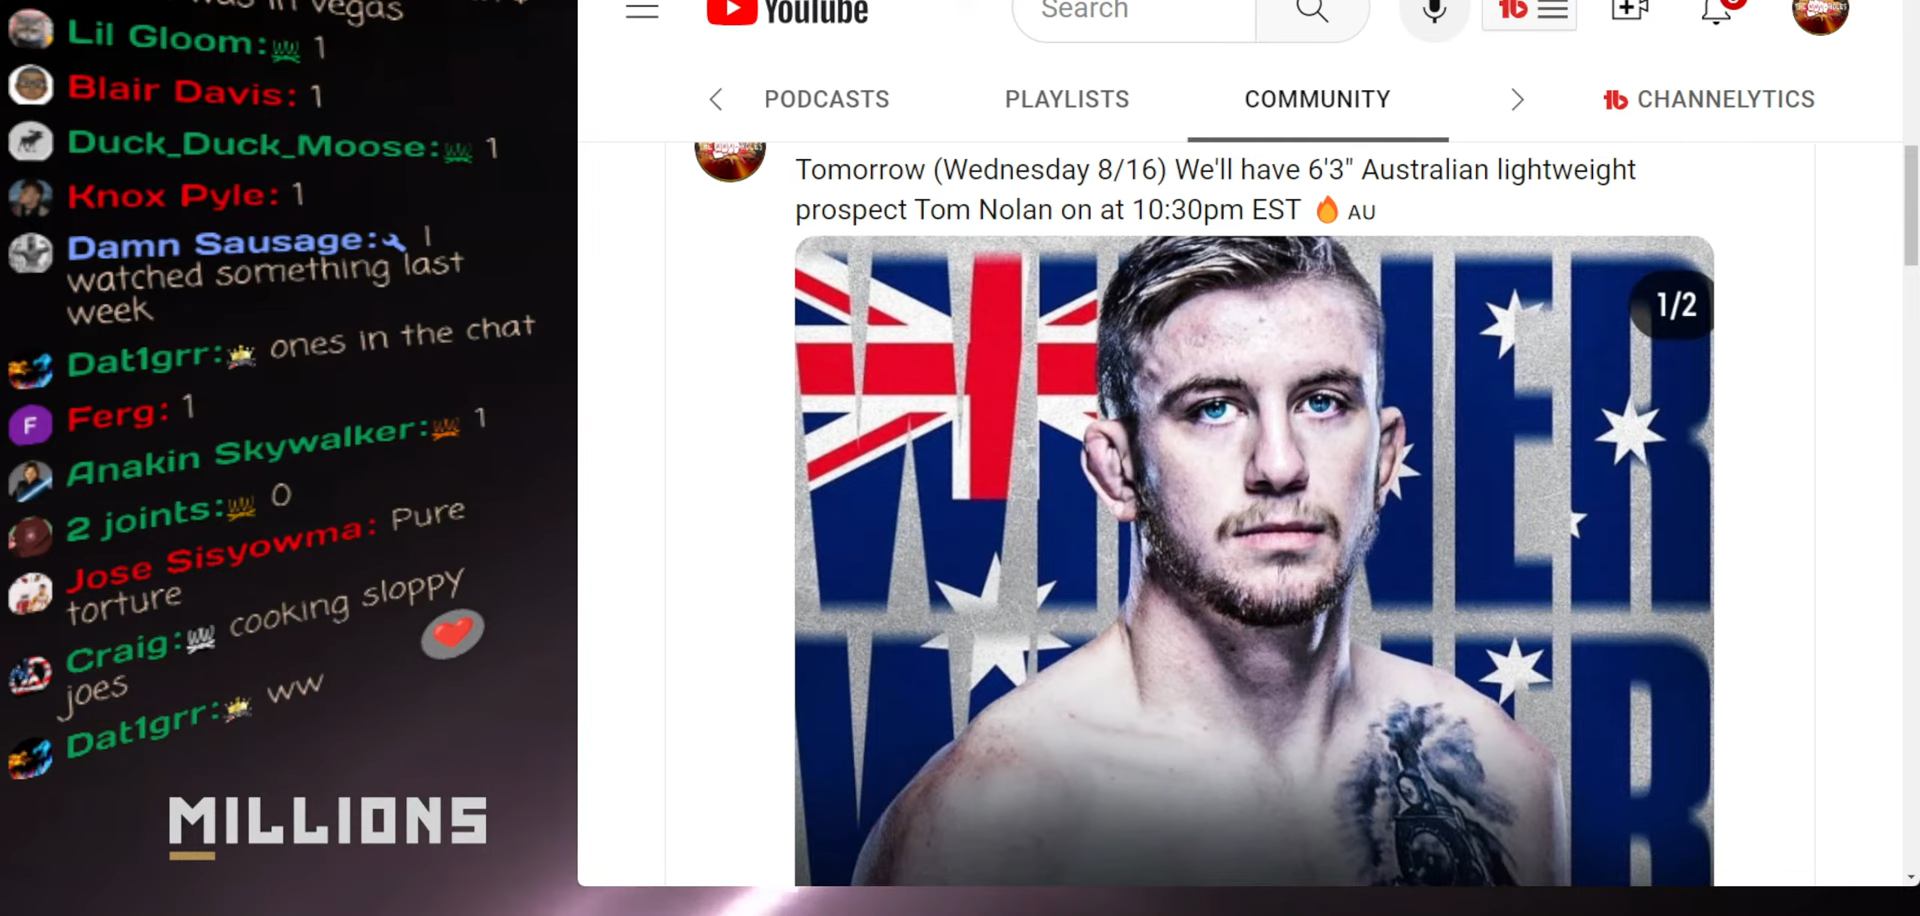 was in Vegas
Lil Gloom: 1
Blair Davis: 1
Duck_Duck_Moose: 1
Knox Pyle: 1
Damn Sausage: I
watched something last
week
Dat1grr: ones in the chat
Ferg: 1
F
Anakin Skywalker: 1
2 joints: 0
Jose Sisyowma: Pure
torture
Craig: cooking sloppy
joes
Dat1grr: ww
MILLIONS
YouTube
Search
PODCASTS
PLAYLISTS
COMMUNITY
CHANNELYTICS
Tomorrow (Wednesday 8/16) We'll have 6'3" Australian lightweight
prospect Tom Nolan on at 10:30pm EST 🔥 AU
1/2